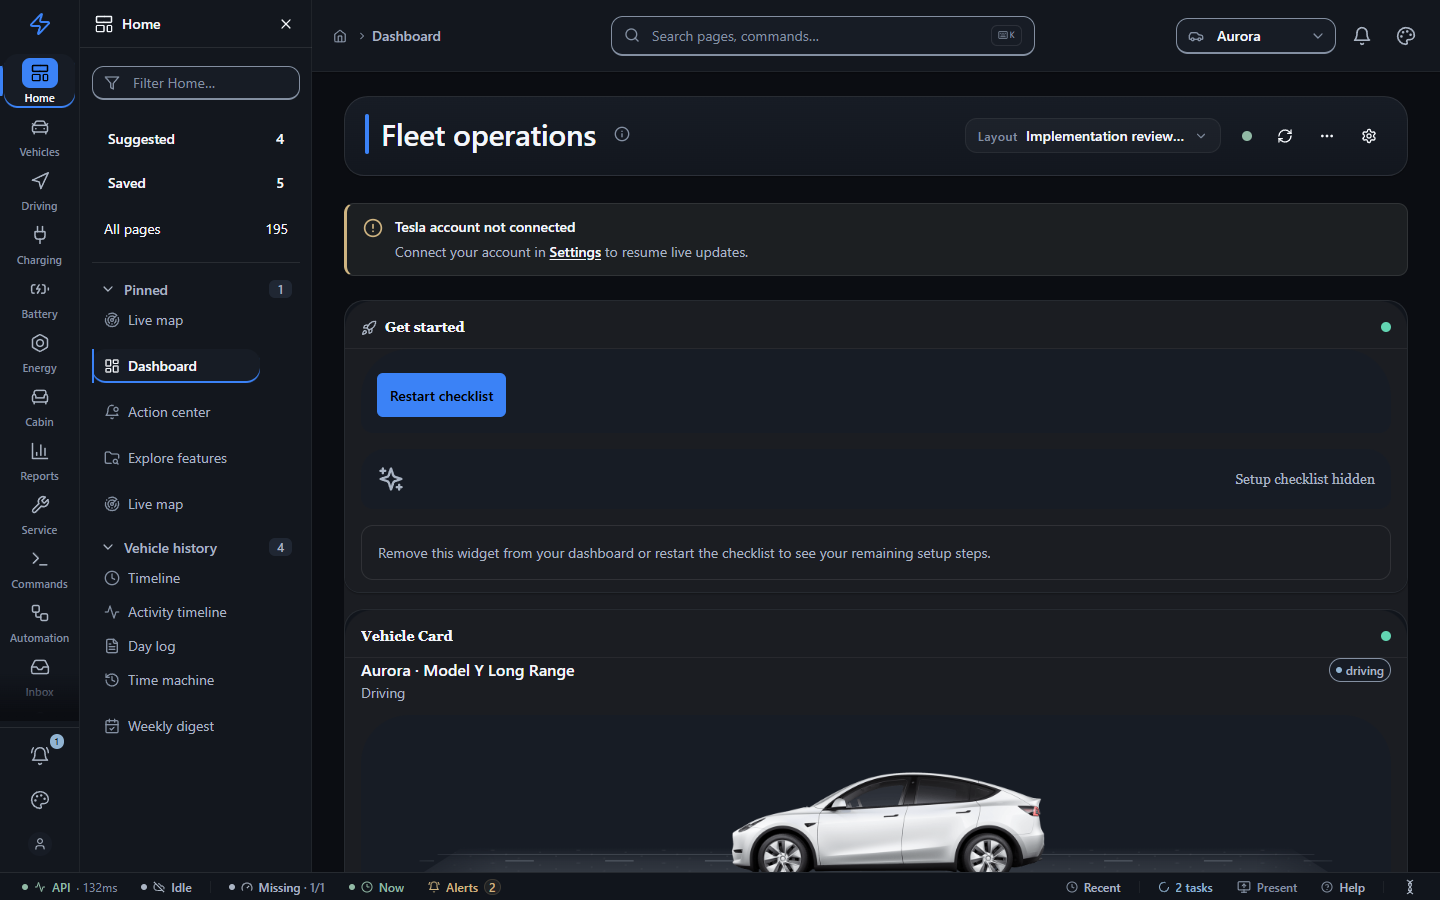 Home
Dashboard
Search pages, commands...
K
Aurora
Home
Vehicles
Driving
Charging
Battery
Energy
Cabin
Reports
Service
Commands
Automation
Inbox
1
Filter Home...
Suggested 4
Saved 5
All pages 195
Pinned 1
Live map
Dashboard
Action center
Explore features
Live map
Vehicle history 4
Timeline
Activity timeline
Day log
Time machine
Weekly digest
Fleet operations
Layout Implementation review...
Tesla account not connected
Connect your account in Settings to resume live updates.
Get started
Restart checklist
Setup checklist hidden
Remove this widget from your dashboard or restart the checklist to see your remaining setup steps.
Vehicle Card
Aurora · Model Y Long Range
driving
Driving
API · 132ms
Idle
Missing · 1/1
Now
Alerts 2
Recent
2 tasks
Present
Help